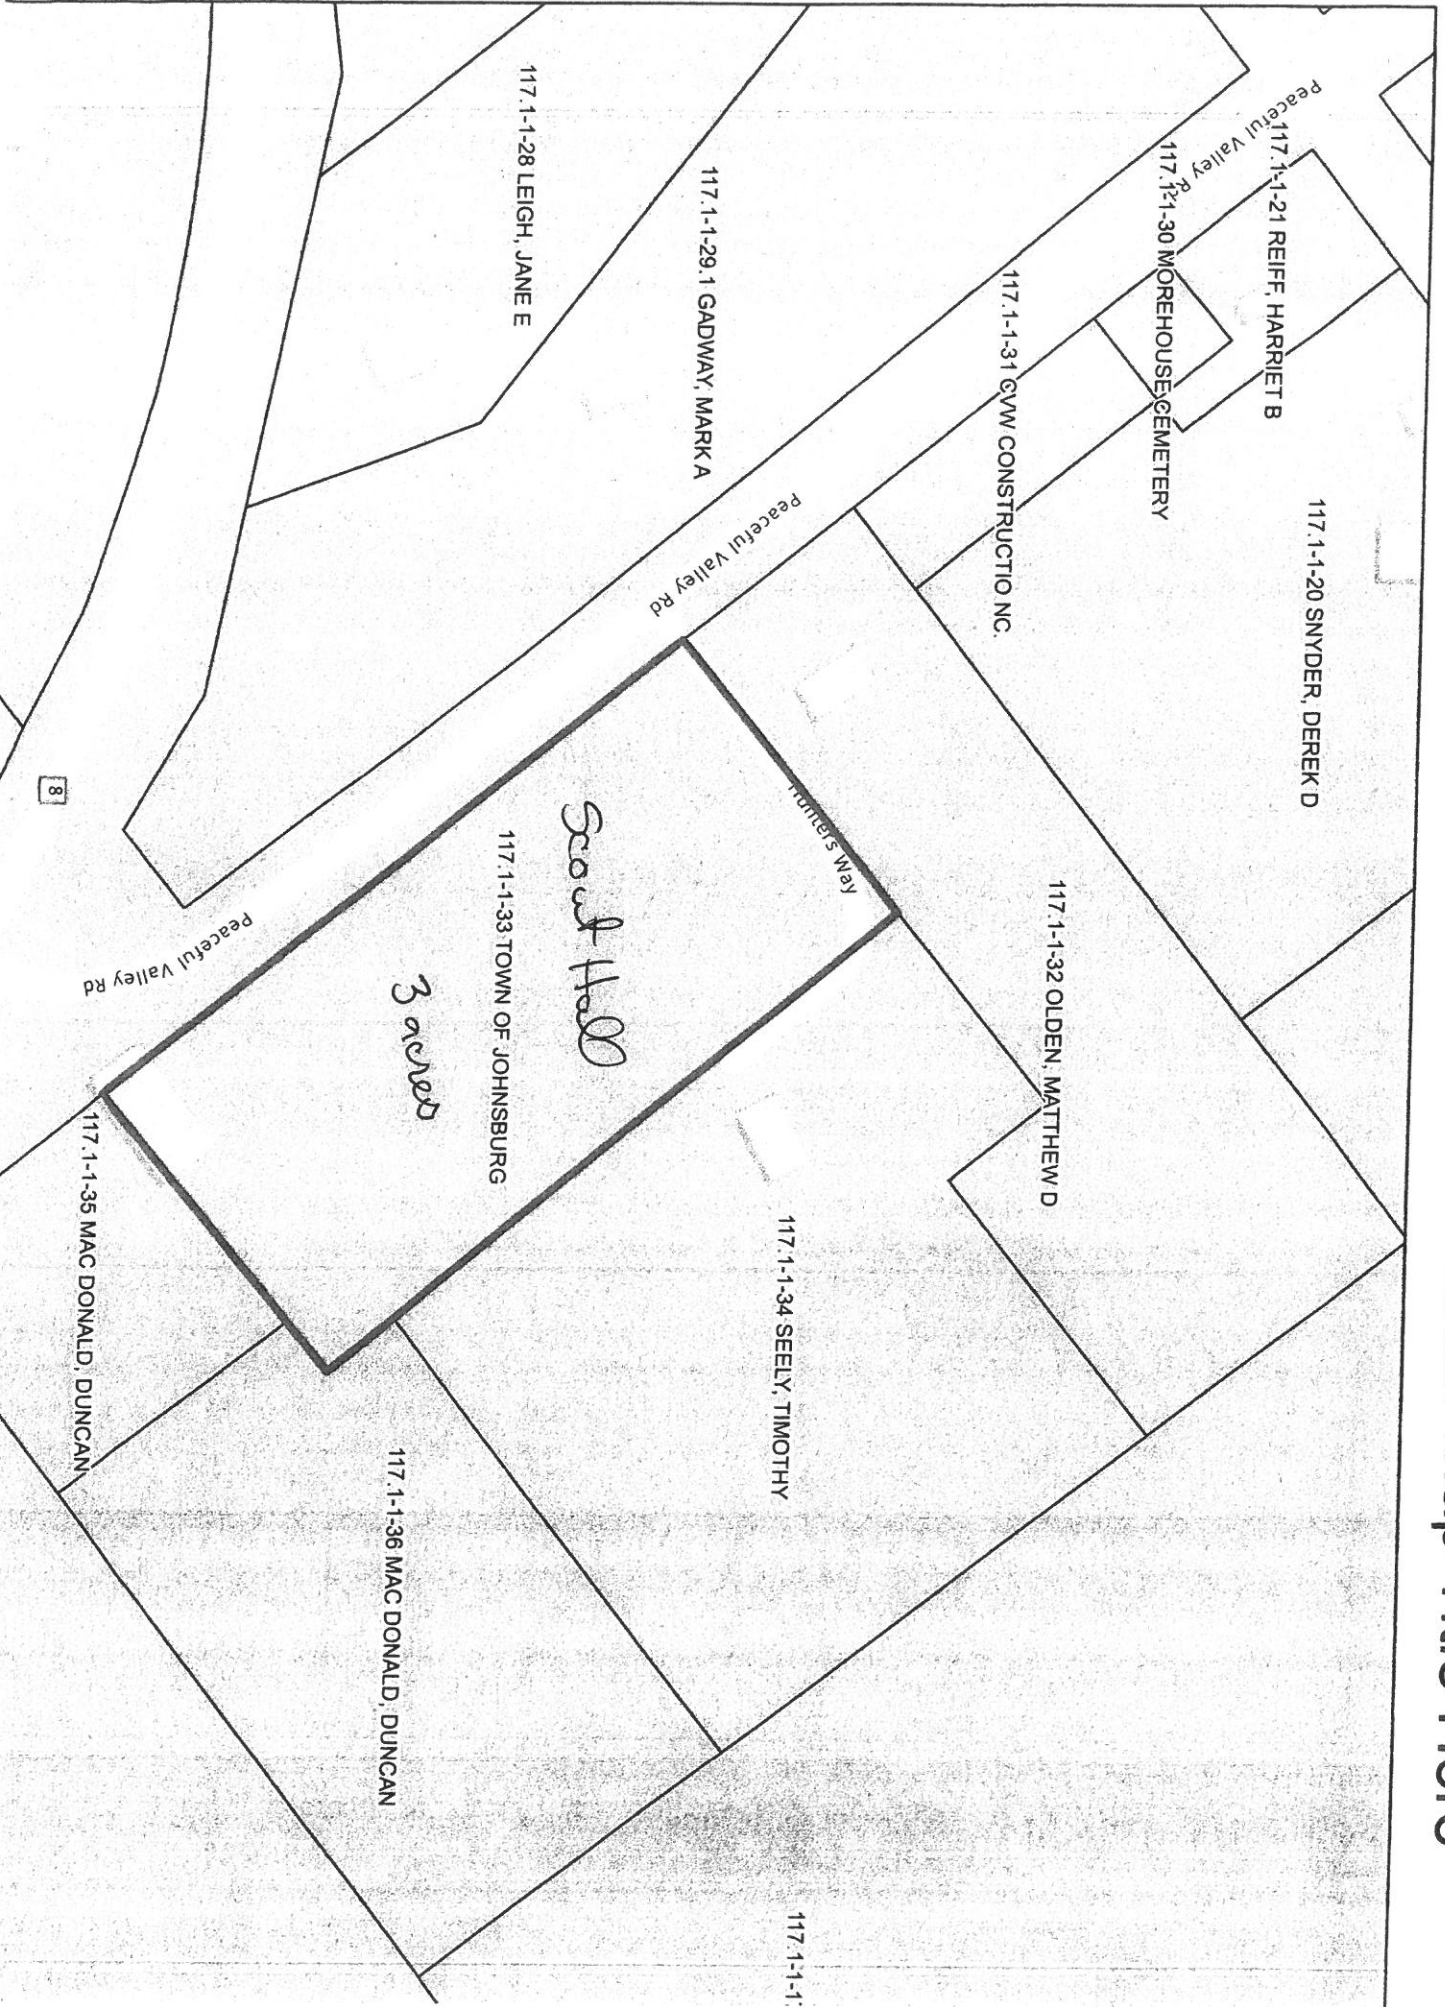 117.1-1-21 REIFF, HARRIET B
117.1-1-20 SNYDER, DEREK D
Peaceful Valley Rd
117.1-1-30 MOREHOUSE CEMETERY
117.1-1-31 CVW CONSTRUCTIO NC.
117.1-1-32 OLDEN, MATTHEW D
117.1-1-29.1 GADWAY, MARK A
Peaceful Valley Rd
Hunters Way
117.1-1-34 SEELY, TIMOTHY
117.1-1-28 LEIGH, JANE E
Scout Hall
117.1-1-33 TOWN OF JOHNSBURG
3 acres
117.1-1-36 MAC DONALD, DUNCAN
Peaceful Valley Rd
117.1-1-35 MAC DONALD, DUNCAN
8